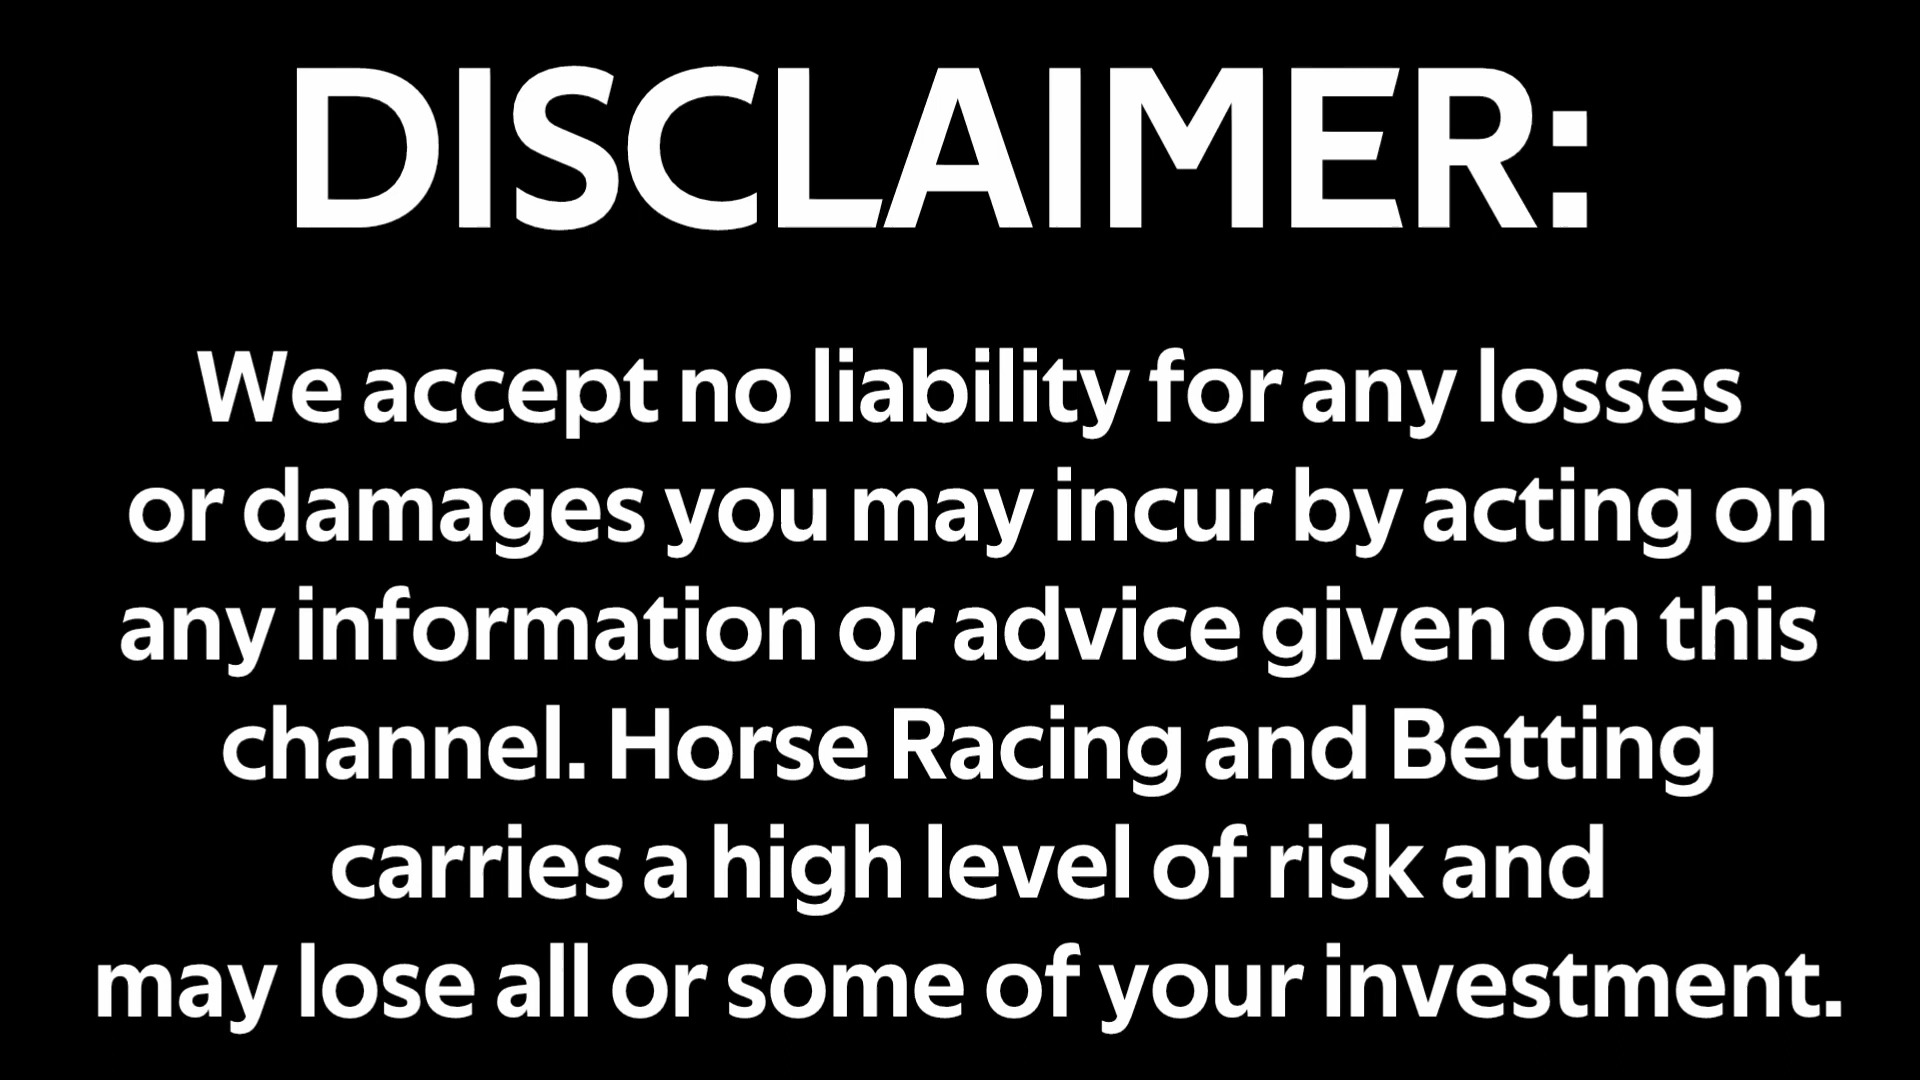 DISCLAIMER:
We accept no liability for any losses
or damages you may incur by acting on
any information or advice given on this
channel. Horse Racing and Betting
carries a high level of risk and
may lose all or some of your investment.